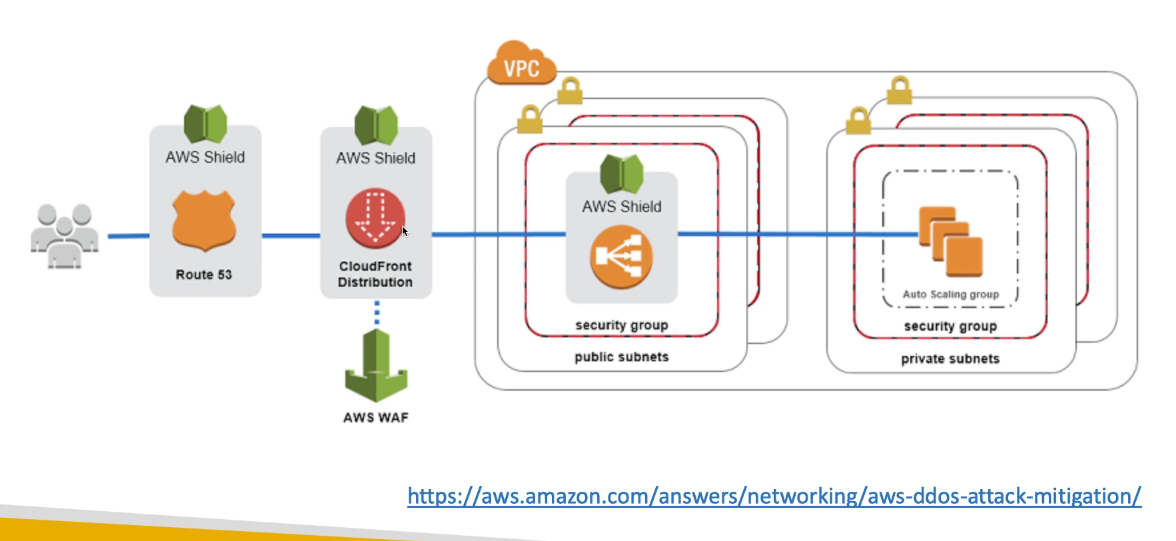 VPC
AWS Shield
Route 53
AWS Shield
CloudFront
Distribution
AWS WAF
AWS Shield
security group
public subnets
Auto Scaling group
security group
private subnets
https://aws.amazon.com/answers/networking/aws-ddos-attack-mitigation/